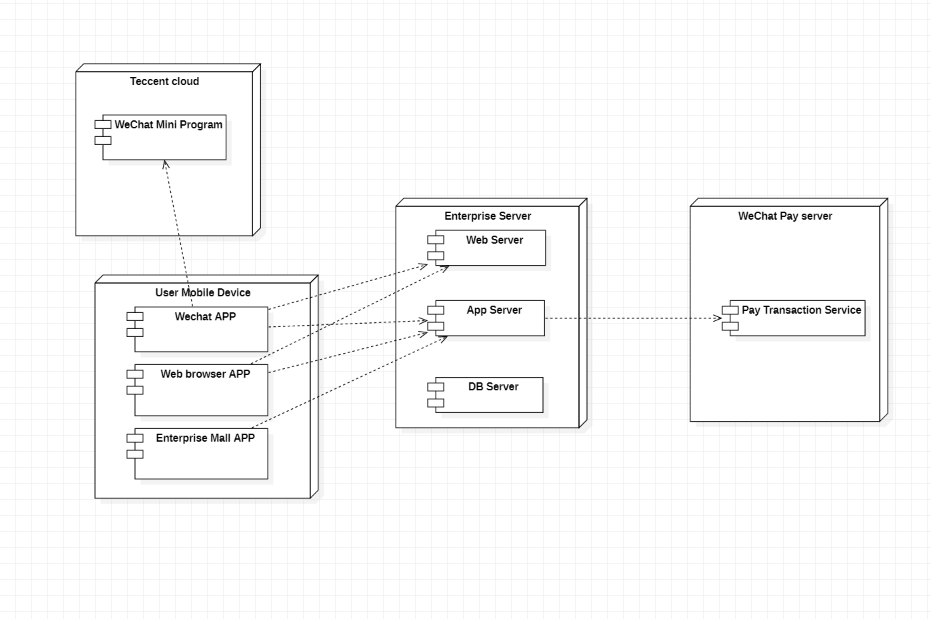 Teccent cloud
WeChat Mini Program
User Mobile Device
Wechat APP
Web browser APP
Enterprise Mall APP
Enterprise Server
Web Server
App Server
DB Server
WeChat Pay server
Pay Transaction Service